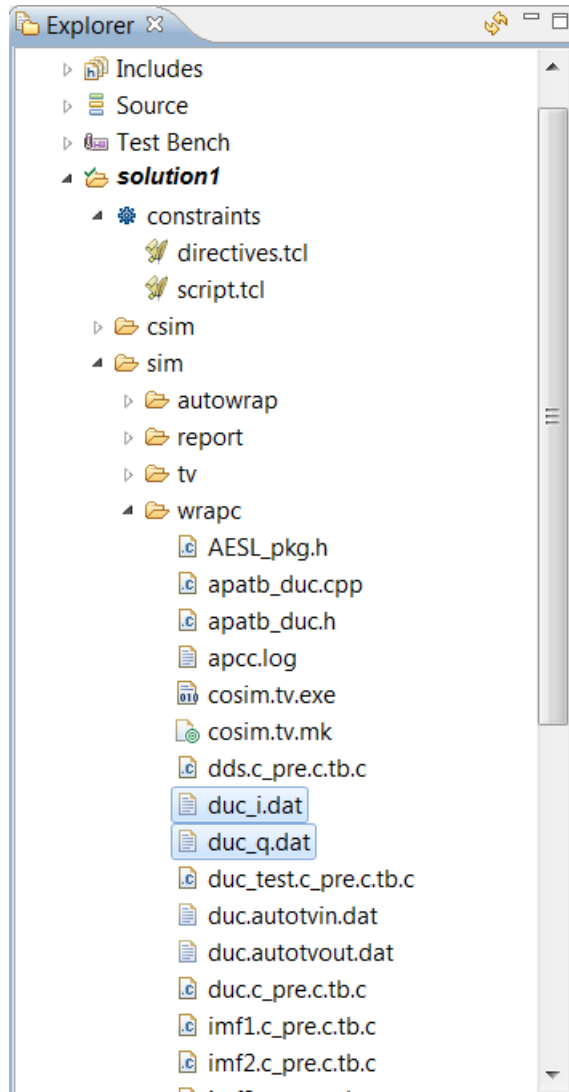 Explorer
Includes
Source
Test Bench
solution1
constraints
directives.tcl
script.tcl
csim
sim
autowrap
report
tv
wrapc
AESL_pkg.h
apatb_duc.cpp
apatb_duc.h
apcc.log
cosim.tv.exe
cosim.tv.mk
dds.c_pre.c.tb.c
duc_i.dat
duc_q.dat
duc_test.c_pre.c.tb.c
duc.autotvin.dat
duc.autotvout.dat
duc.c_pre.c.tb.c
imf1.c_pre.c.tb.c
imf2.c_pre.c.tb.c